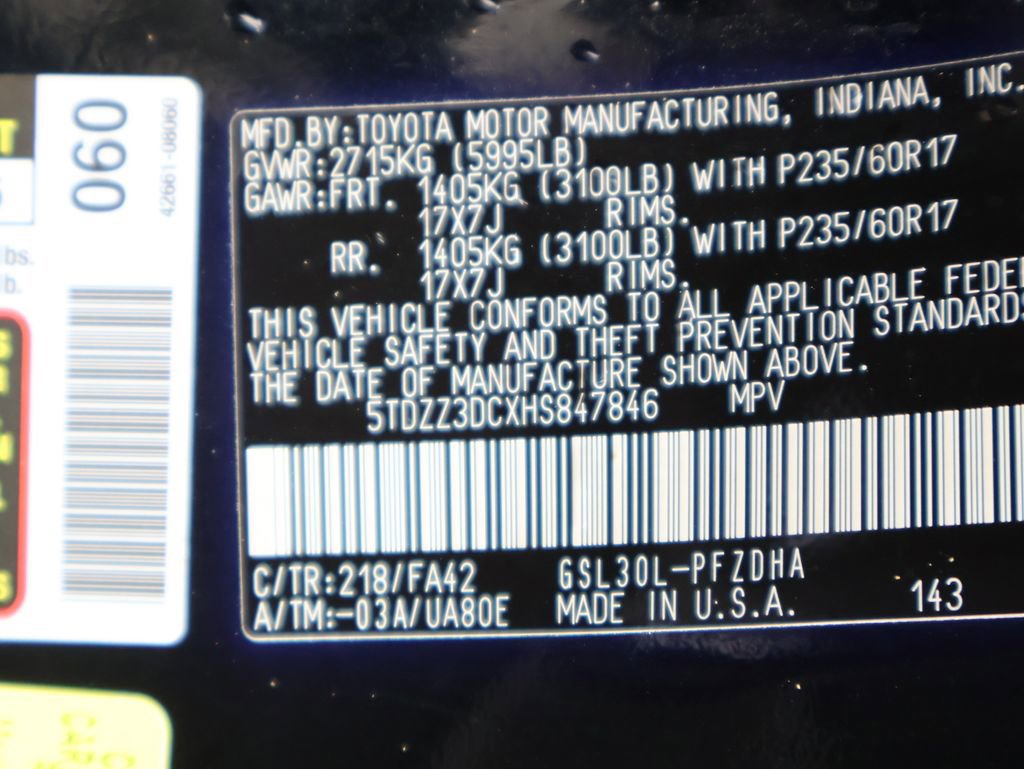 060
42661-08060
lbs.
lb.
MFD.BY:TOYOTA MOTOR MANUFACTURING, INDIANA, INC.
GVWR:2715KG (5995LB)
GAWR:FRT. 1405KG (3100LB) WITH P235/60R17
17X7J RIMS.
RR. 1405KG (3100LB) WITH P235/60R17
17X7J RIMS.
THIS VEHICLE CONFORMS TO ALL APPLICABLE FEDE
VEHICLE SAFETY AND THEFT PREVENTION STANDARDS
THE DATE OF MANUFACTURE SHOWN ABOVE.
5TDZZ3DCXHS847846 MPV
C/TR:218/FA42 GSL30L-PFZDHA
A/TM:-03A/UA80E MADE IN U.S.A. 143